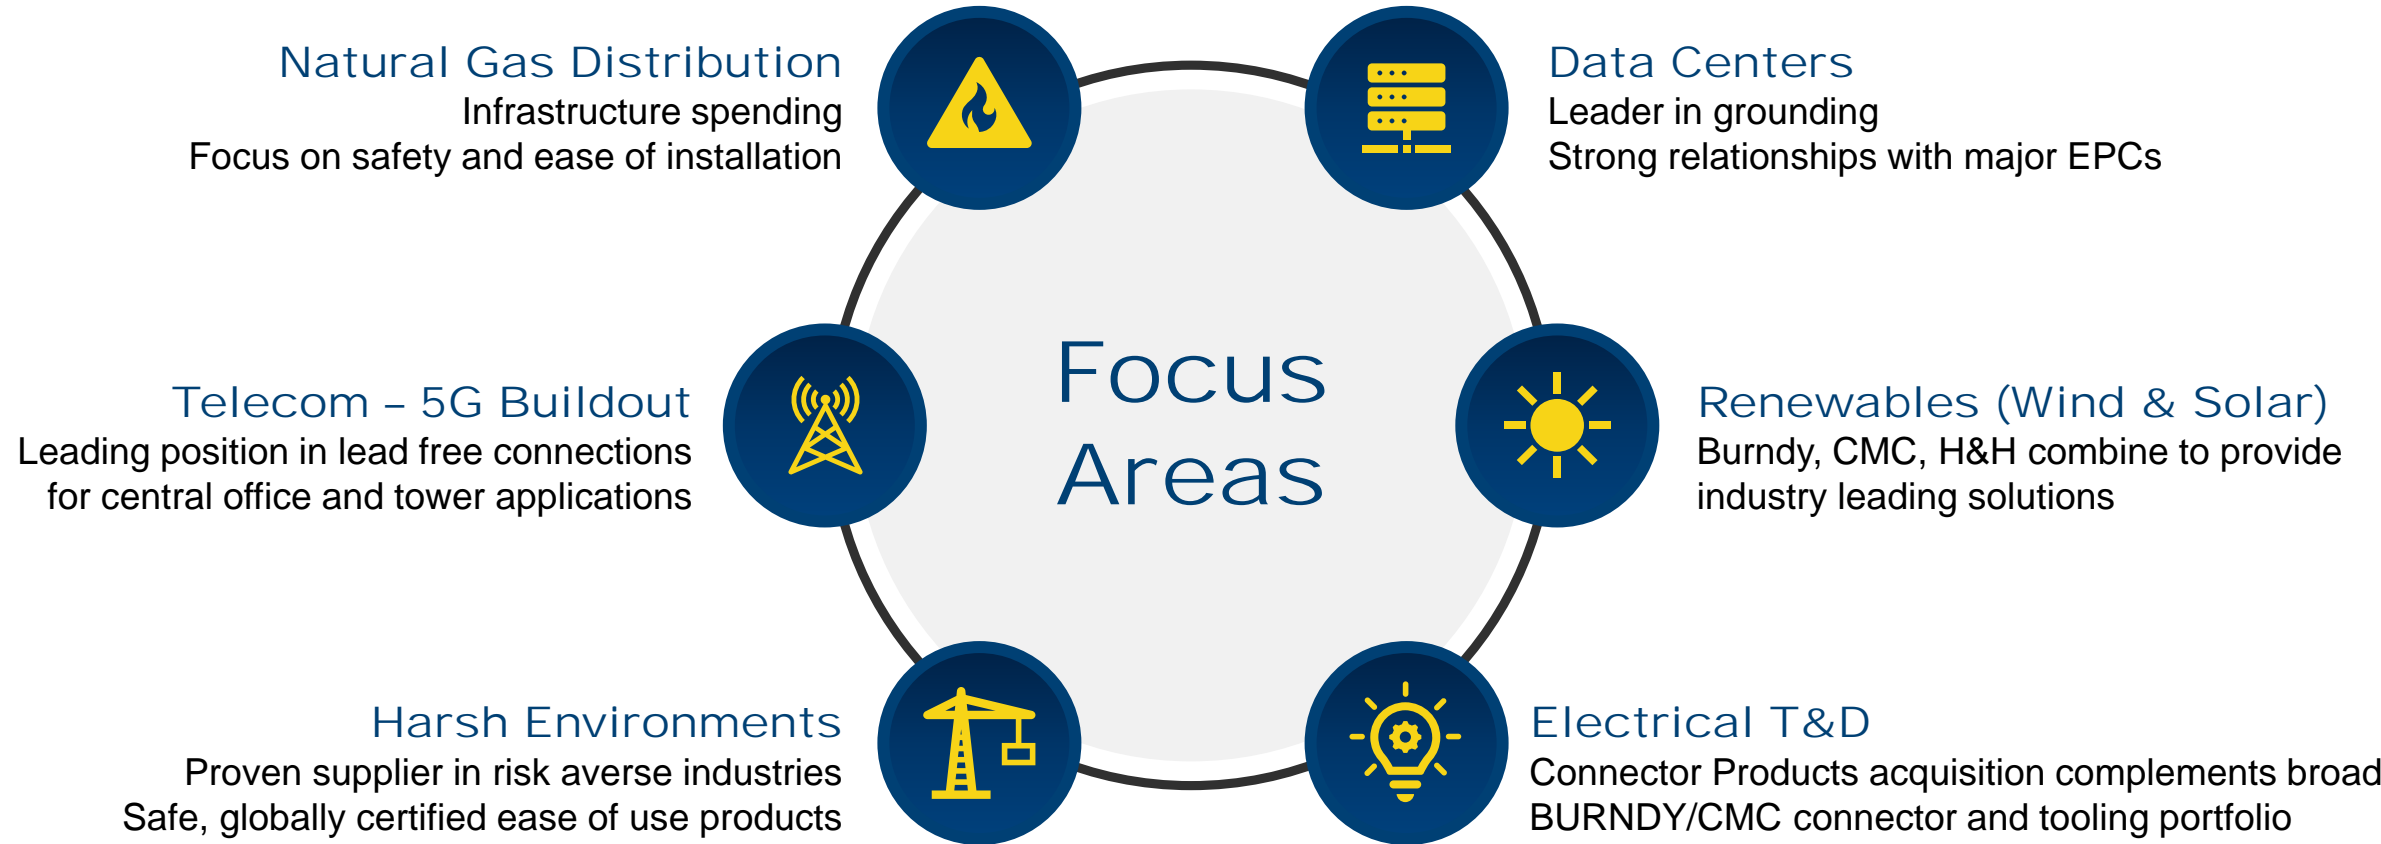 Natural Gas Distribution
Infrastructure spending
Focus on safety and ease of installation
Data Centers
Leader in grounding
Strong relationships with major EPCs
Focus
Areas
Telecom – 5G Buildout
Leading position in lead free connections
for central office and tower applications
Renewables (Wind & Solar)
Burndy, CMC, H&H combine to provide
industry leading solutions
Harsh Environments
Proven supplier in risk averse industries
Safe, globally certified ease of use products
Electrical T&D
Connector Products acquisition complements broad
BURNDY/CMC connector and tooling portfolio